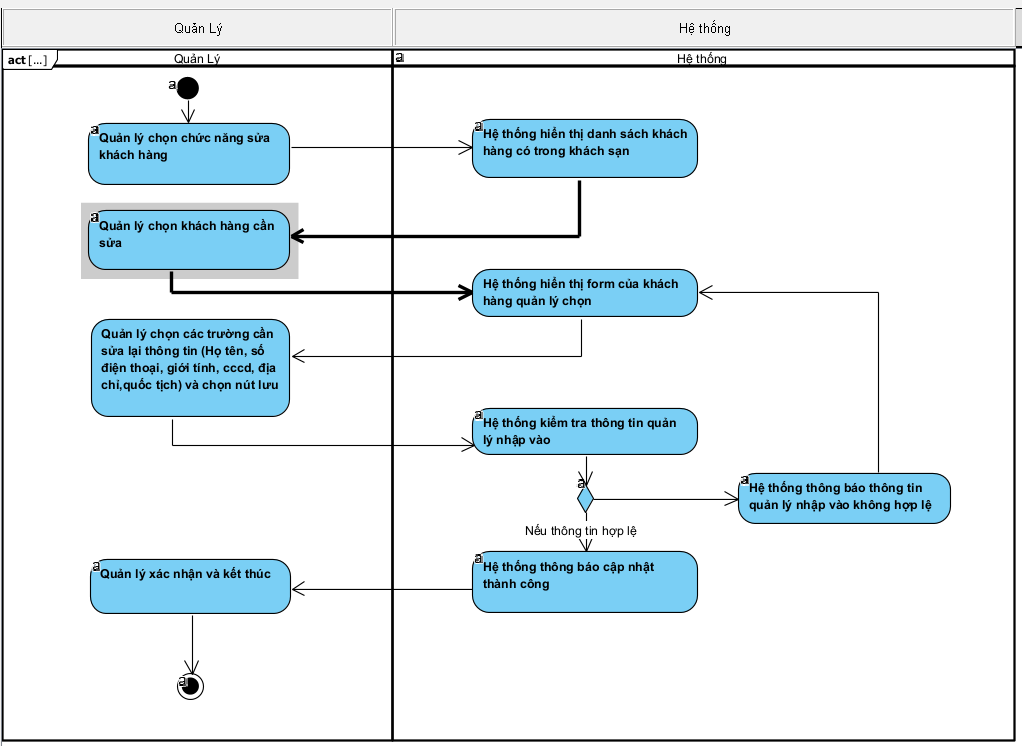 Quản Lý
Hệ thống
act [...]
Quản Lý
a
Hệ thống
a
a
Quản lý chọn chức năng sửa
khách hàng
a
Hệ thống hiển thị danh sách khách
hàng có trong khách sạn
a
Quản lý chọn khách hàng cần
sửa
Hệ thống hiển thị form của khách
hàng quản lý chọn
Quản lý chọn các trường cần
sửa lại thông tin (Họ tên, số
điện thoại, giới tính, cccd, địa
chỉ,quốc tịch) và chọn nút lưu
a
Hệ thống kiểm tra thông tin quản
lý nhập vào
a
a
Hệ thống thông báo thông tin
quản lý nhập vào không hợp lệ
Nếu thông tin hợp lệ
a
Hệ thống thông báo cập nhật
thành công
a
Quản lý xác nhận và kết thúc
a